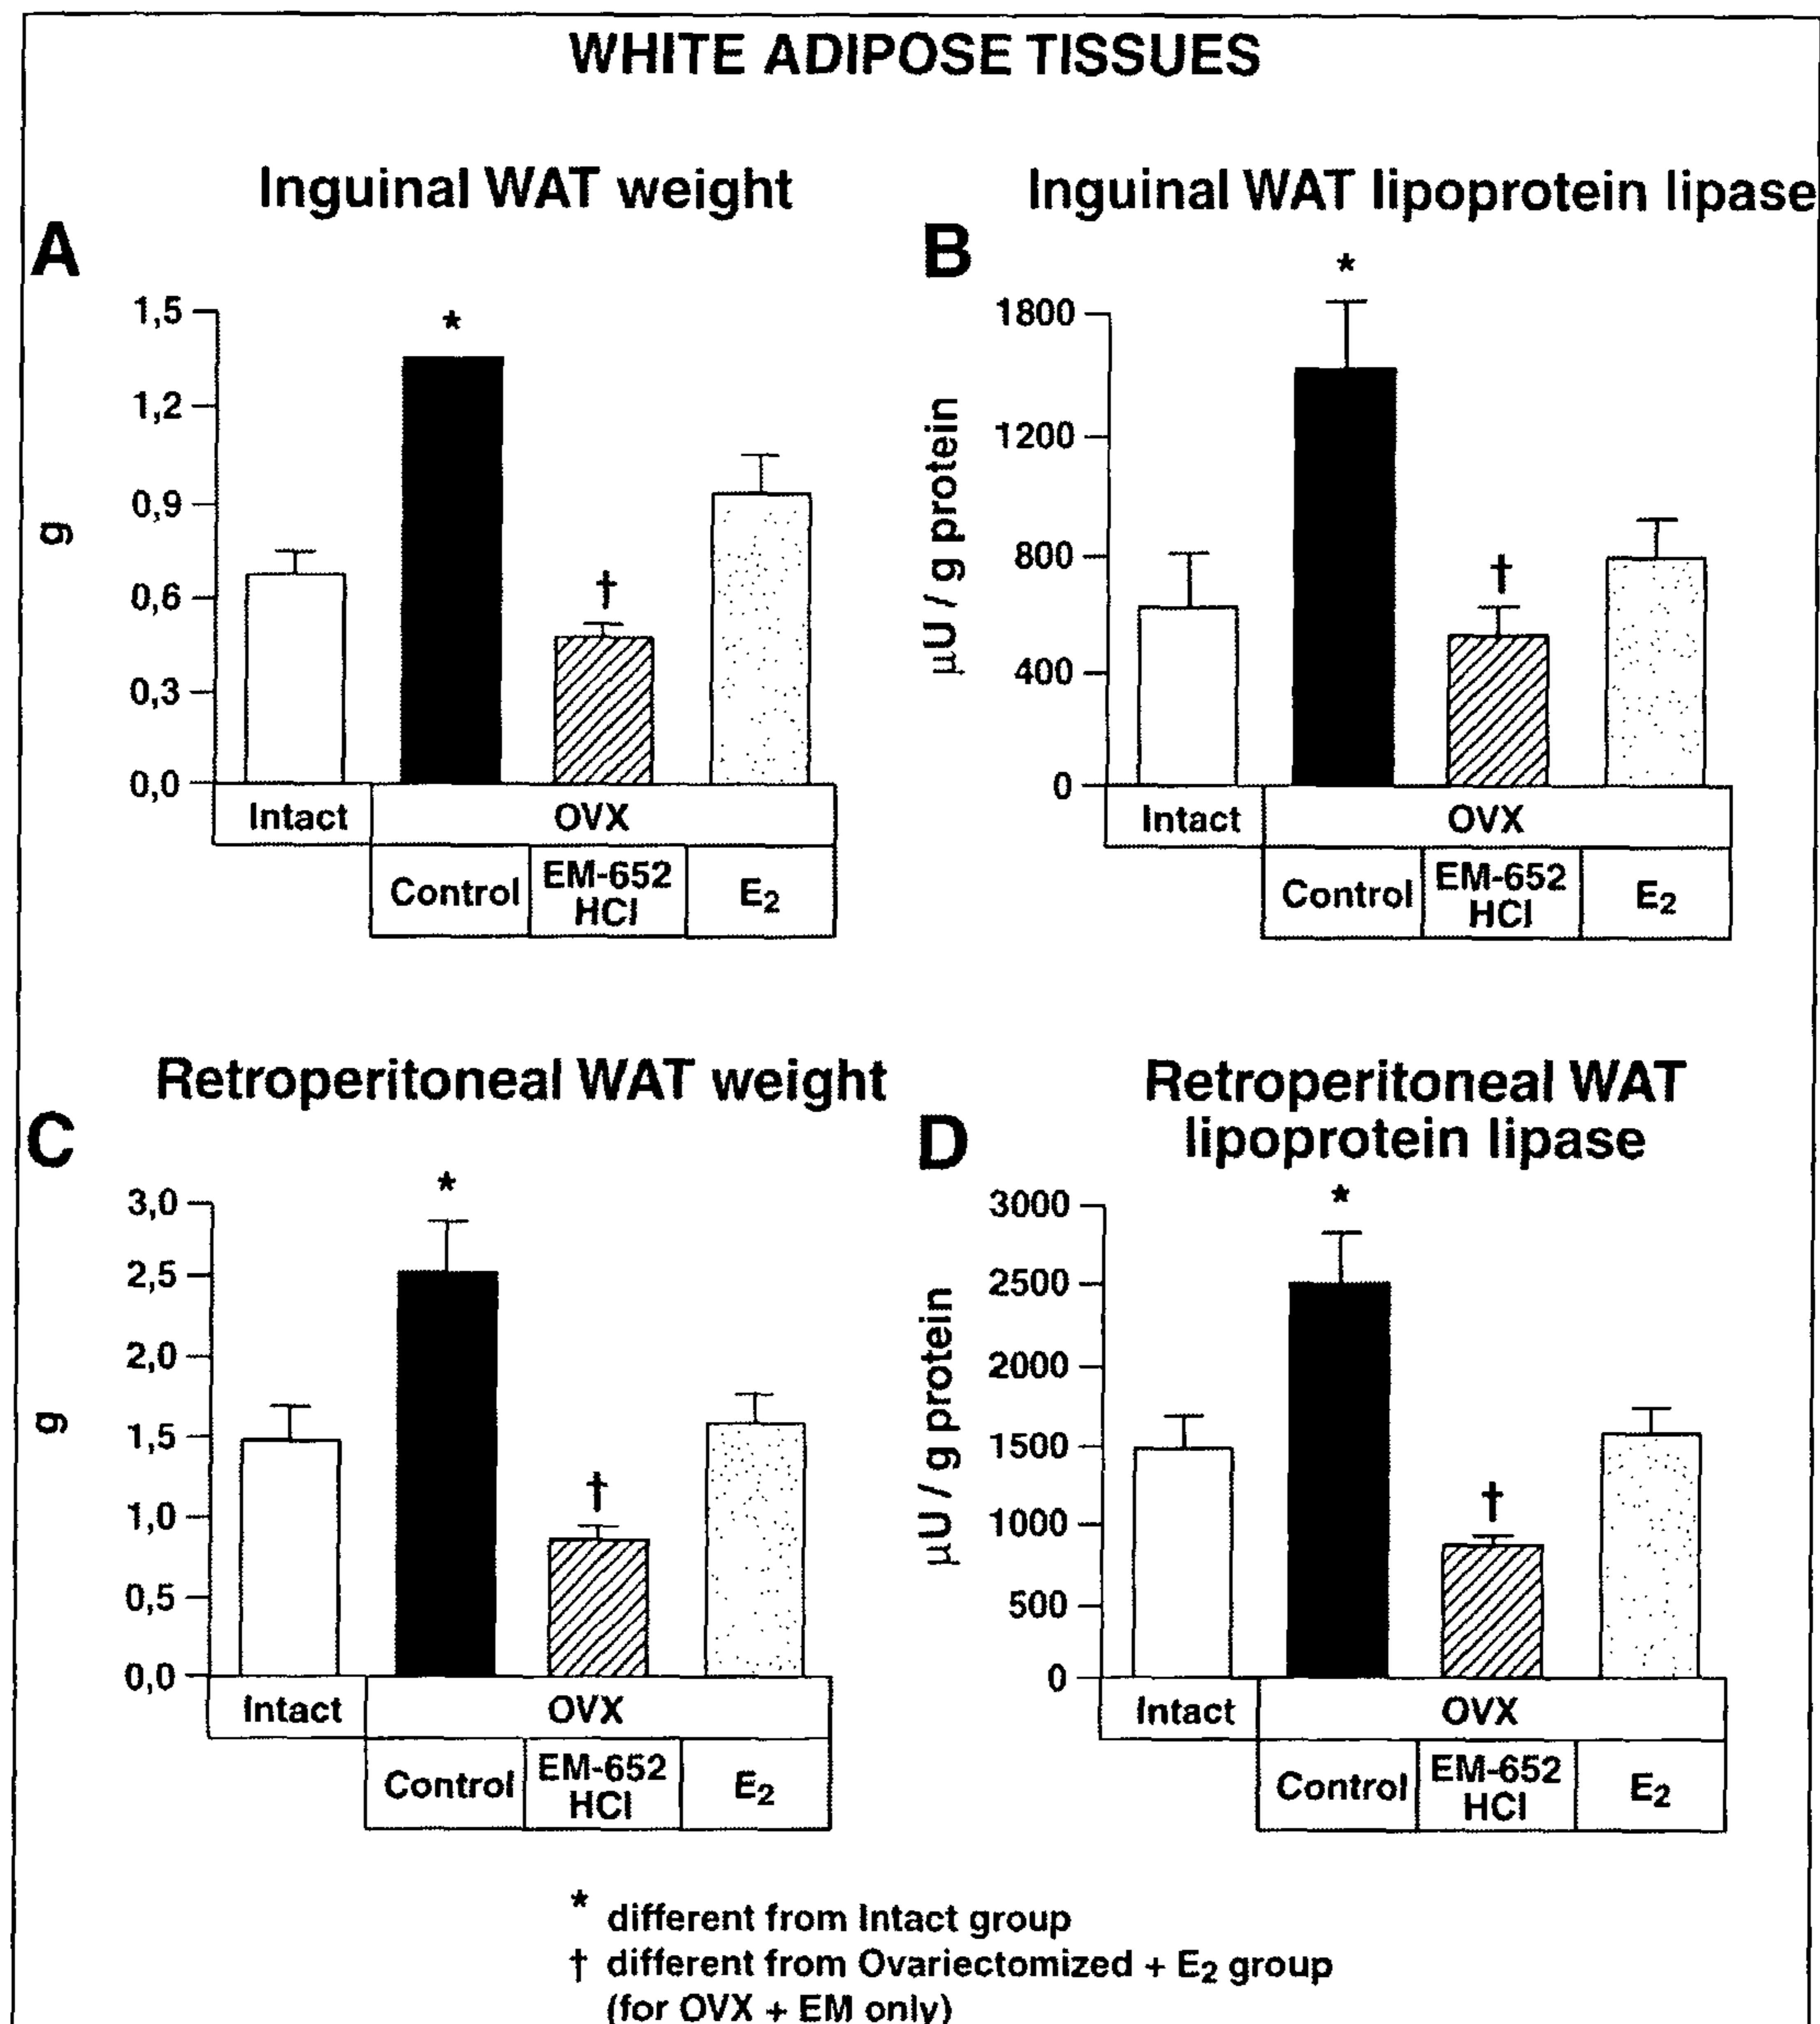 WHITE ADIPOSE TISSUES
Inguinal WAT weight
A
g
1,5
1,2
0,9
0,6
0,3
0,0
*
†
Intact
OVX
Control
EM-652
HCl
E2
Inguinal WAT lipoprotein lipase
B
µU / g protein
1800
1200
800
400
0
*
†
Intact
OVX
Control
EM-652
HCl
E2
Retroperitoneal WAT weight
C
g
3,0
2,5
2,0
1,5
1,0
0,5
0,0
*
†
Intact
OVX
Control
EM-652
HCl
E2
Retroperitoneal WAT
lipoprotein lipase
D
µU / g protein
3000
2500
2000
1500
1000
500
0
*
†
Intact
OVX
Control
EM-652
HCl
E2
* different from Intact group
† different from Ovariectomized + E2 group
(for OVX + EM only)